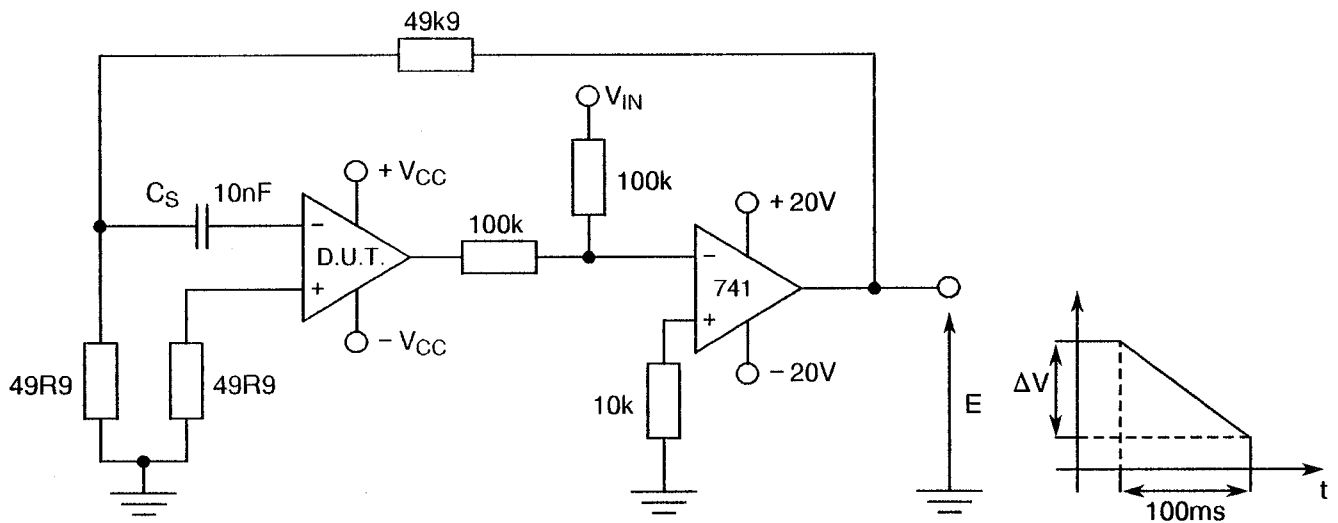 49k9
V_IN
C_S 10nF
+ V_CC
100k
100k
+ 20V
−
D.U.T.
+
−
741
+
− V_CC
− 20V
49R9
49R9
10k
E
ΔV
t
100ms